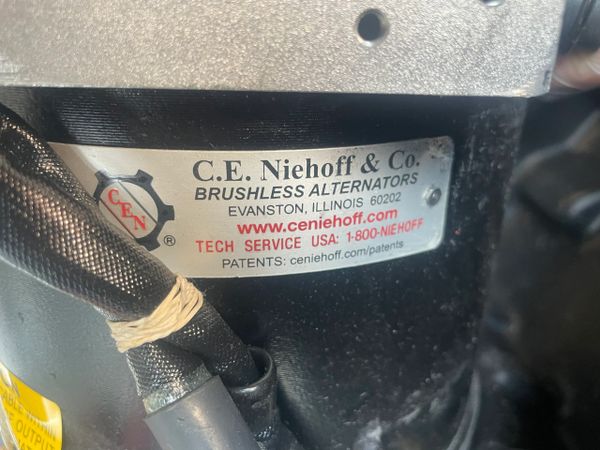 C.E. Niehoff & Co.
BRUSHLESS ALTERNATORS
EVANSTON, ILLINOIS 60202
www.ceniehoff.com
TECH SERVICE USA: 1-800-NIEHOFF
PATENTS: ceniehoff.com/patents
CEN
®
OUTPUT